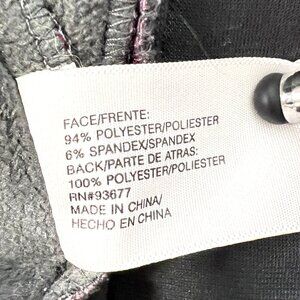 FACE/FRENTE:
94% POLYESTER/POLIESTER
6% SPANDEX/SPANDEX
BACK/PARTE DE ATRAS:
100% POLYESTER/POLIESTER
RN#93677
MADE IN CHINA/
HECHO EN CHINA